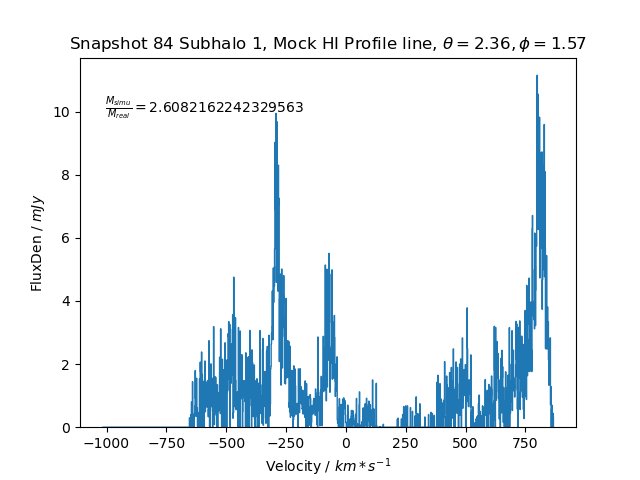 Snapshot 84 Subhalo 1, Mock HI Profile line, θ = 2.36, ϕ = 1.57
M_simu/M_real = 2.6082162242329563
FluxDen / mJy
10
8
6
4
2
0
−1000 −750 −500 −250 0 250 500 750
Velocity / km * s⁻¹